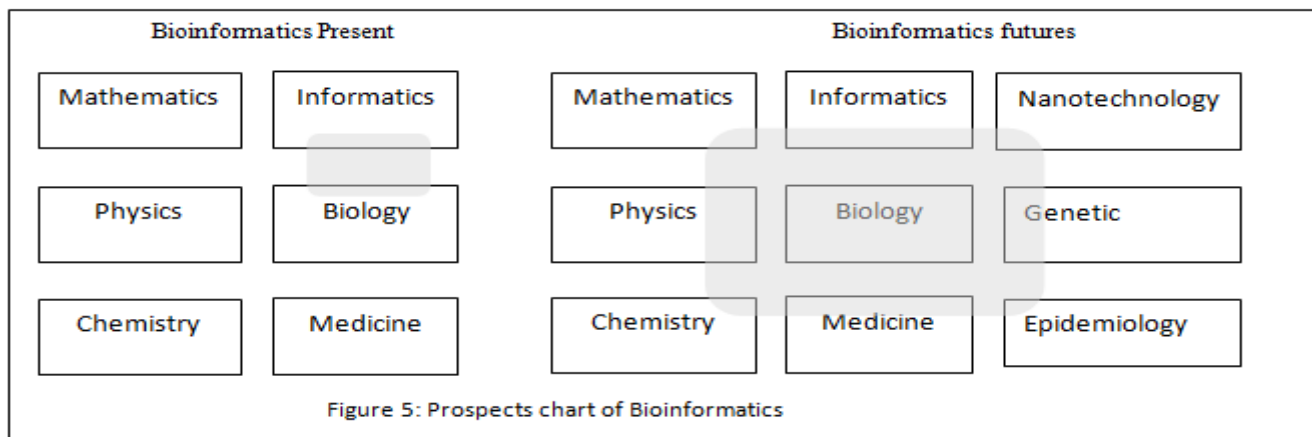 Bioinformatics Present Bioinformatics futures
Mathematics Informatics Mathematics Informatics Nanotechnology
Physics Biology Physics Biology Genetic
Chemistry Medicine Chemistry Medicine Epidemiology
Figure 5: Prospects chart of Bioinformatics